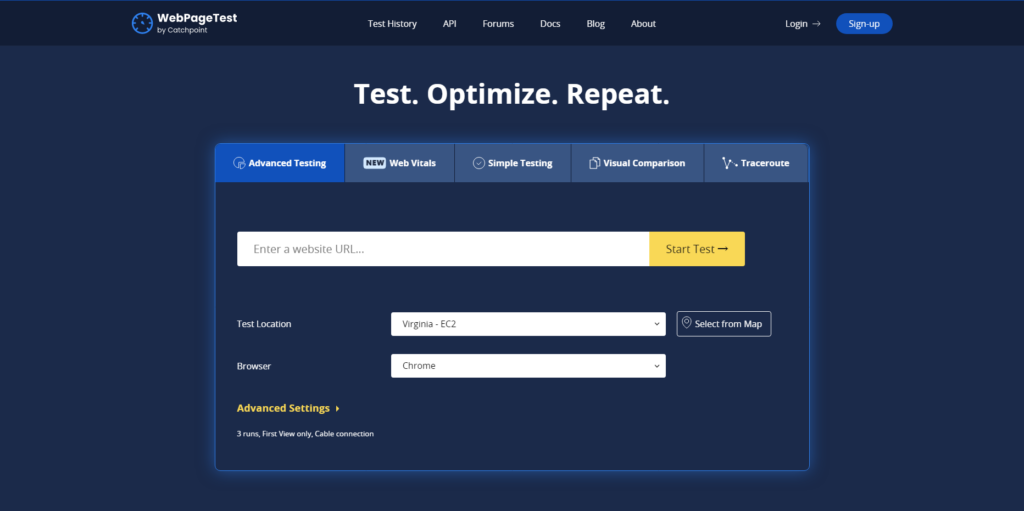 WebPageTest
by Catchpoint
Test History API Forums Docs Blog About
Login → Sign-up
Test. Optimize. Repeat.
Advanced Testing NEW Web Vitals Simple Testing Visual Comparison Traceroute
Enter a website URL... Start Test →
Test Location Virginia - EC2 Select from Map
Browser Chrome
Advanced Settings
3 runs, First View only, Cable connection